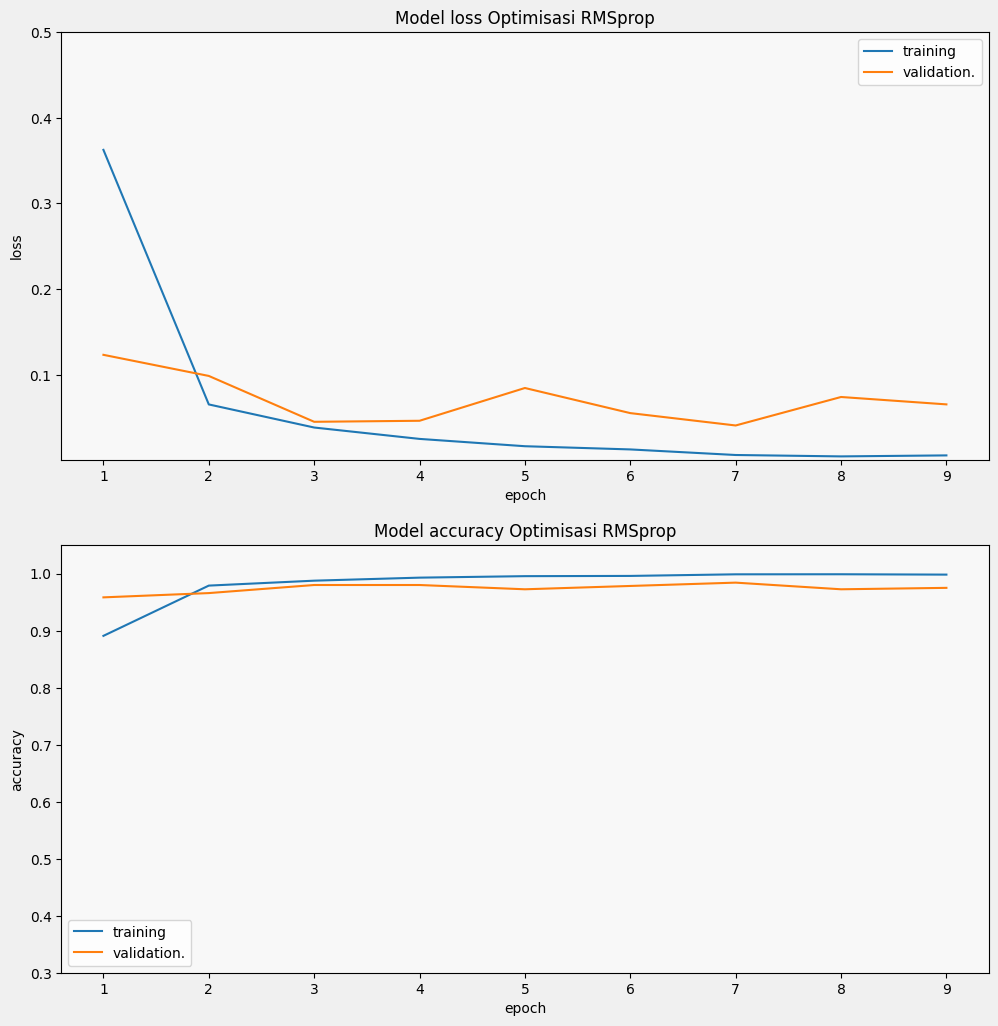 Model loss Optimisasi RMSprop
0.5
0.4
0.3
0.2
0.1
loss
training
validation.
1 2 3 4 5 6 7 8 9
epoch
Model accuracy Optimisasi RMSprop
1.0
0.9
0.8
0.7
0.6
0.5
0.4
0.3
accuracy
training
validation.
1 2 3 4 5 6 7 8 9
epoch